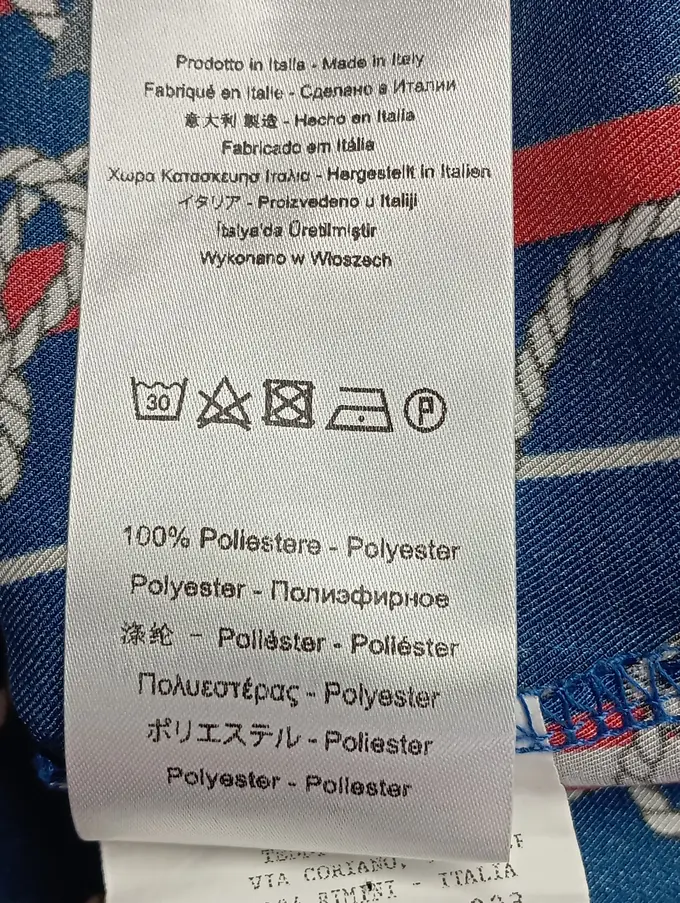 Prodotto in Italia - Made in Italy
Fabriqué en Italie - Сделано в Италии
意大利 製造 - Hecho en Italia
Fabricado em Itália
Χωρα Κατασκευησ Ιταλια - Hergestellt in Italien
イタリア - Proizvedeno u Italiji
İtalya'da Üretilmiştir
Wykonano w Włoszech
30
P
100% Poliestere - Polyester
Polyester - Полиэфирное
涤纶 - Poliéster - Poliéster
Πολυεστέρας - Polyester
ポリエステル - Poliester
Polyester - Poliester
VIA CORIANO,
RIMINI - ITALIA